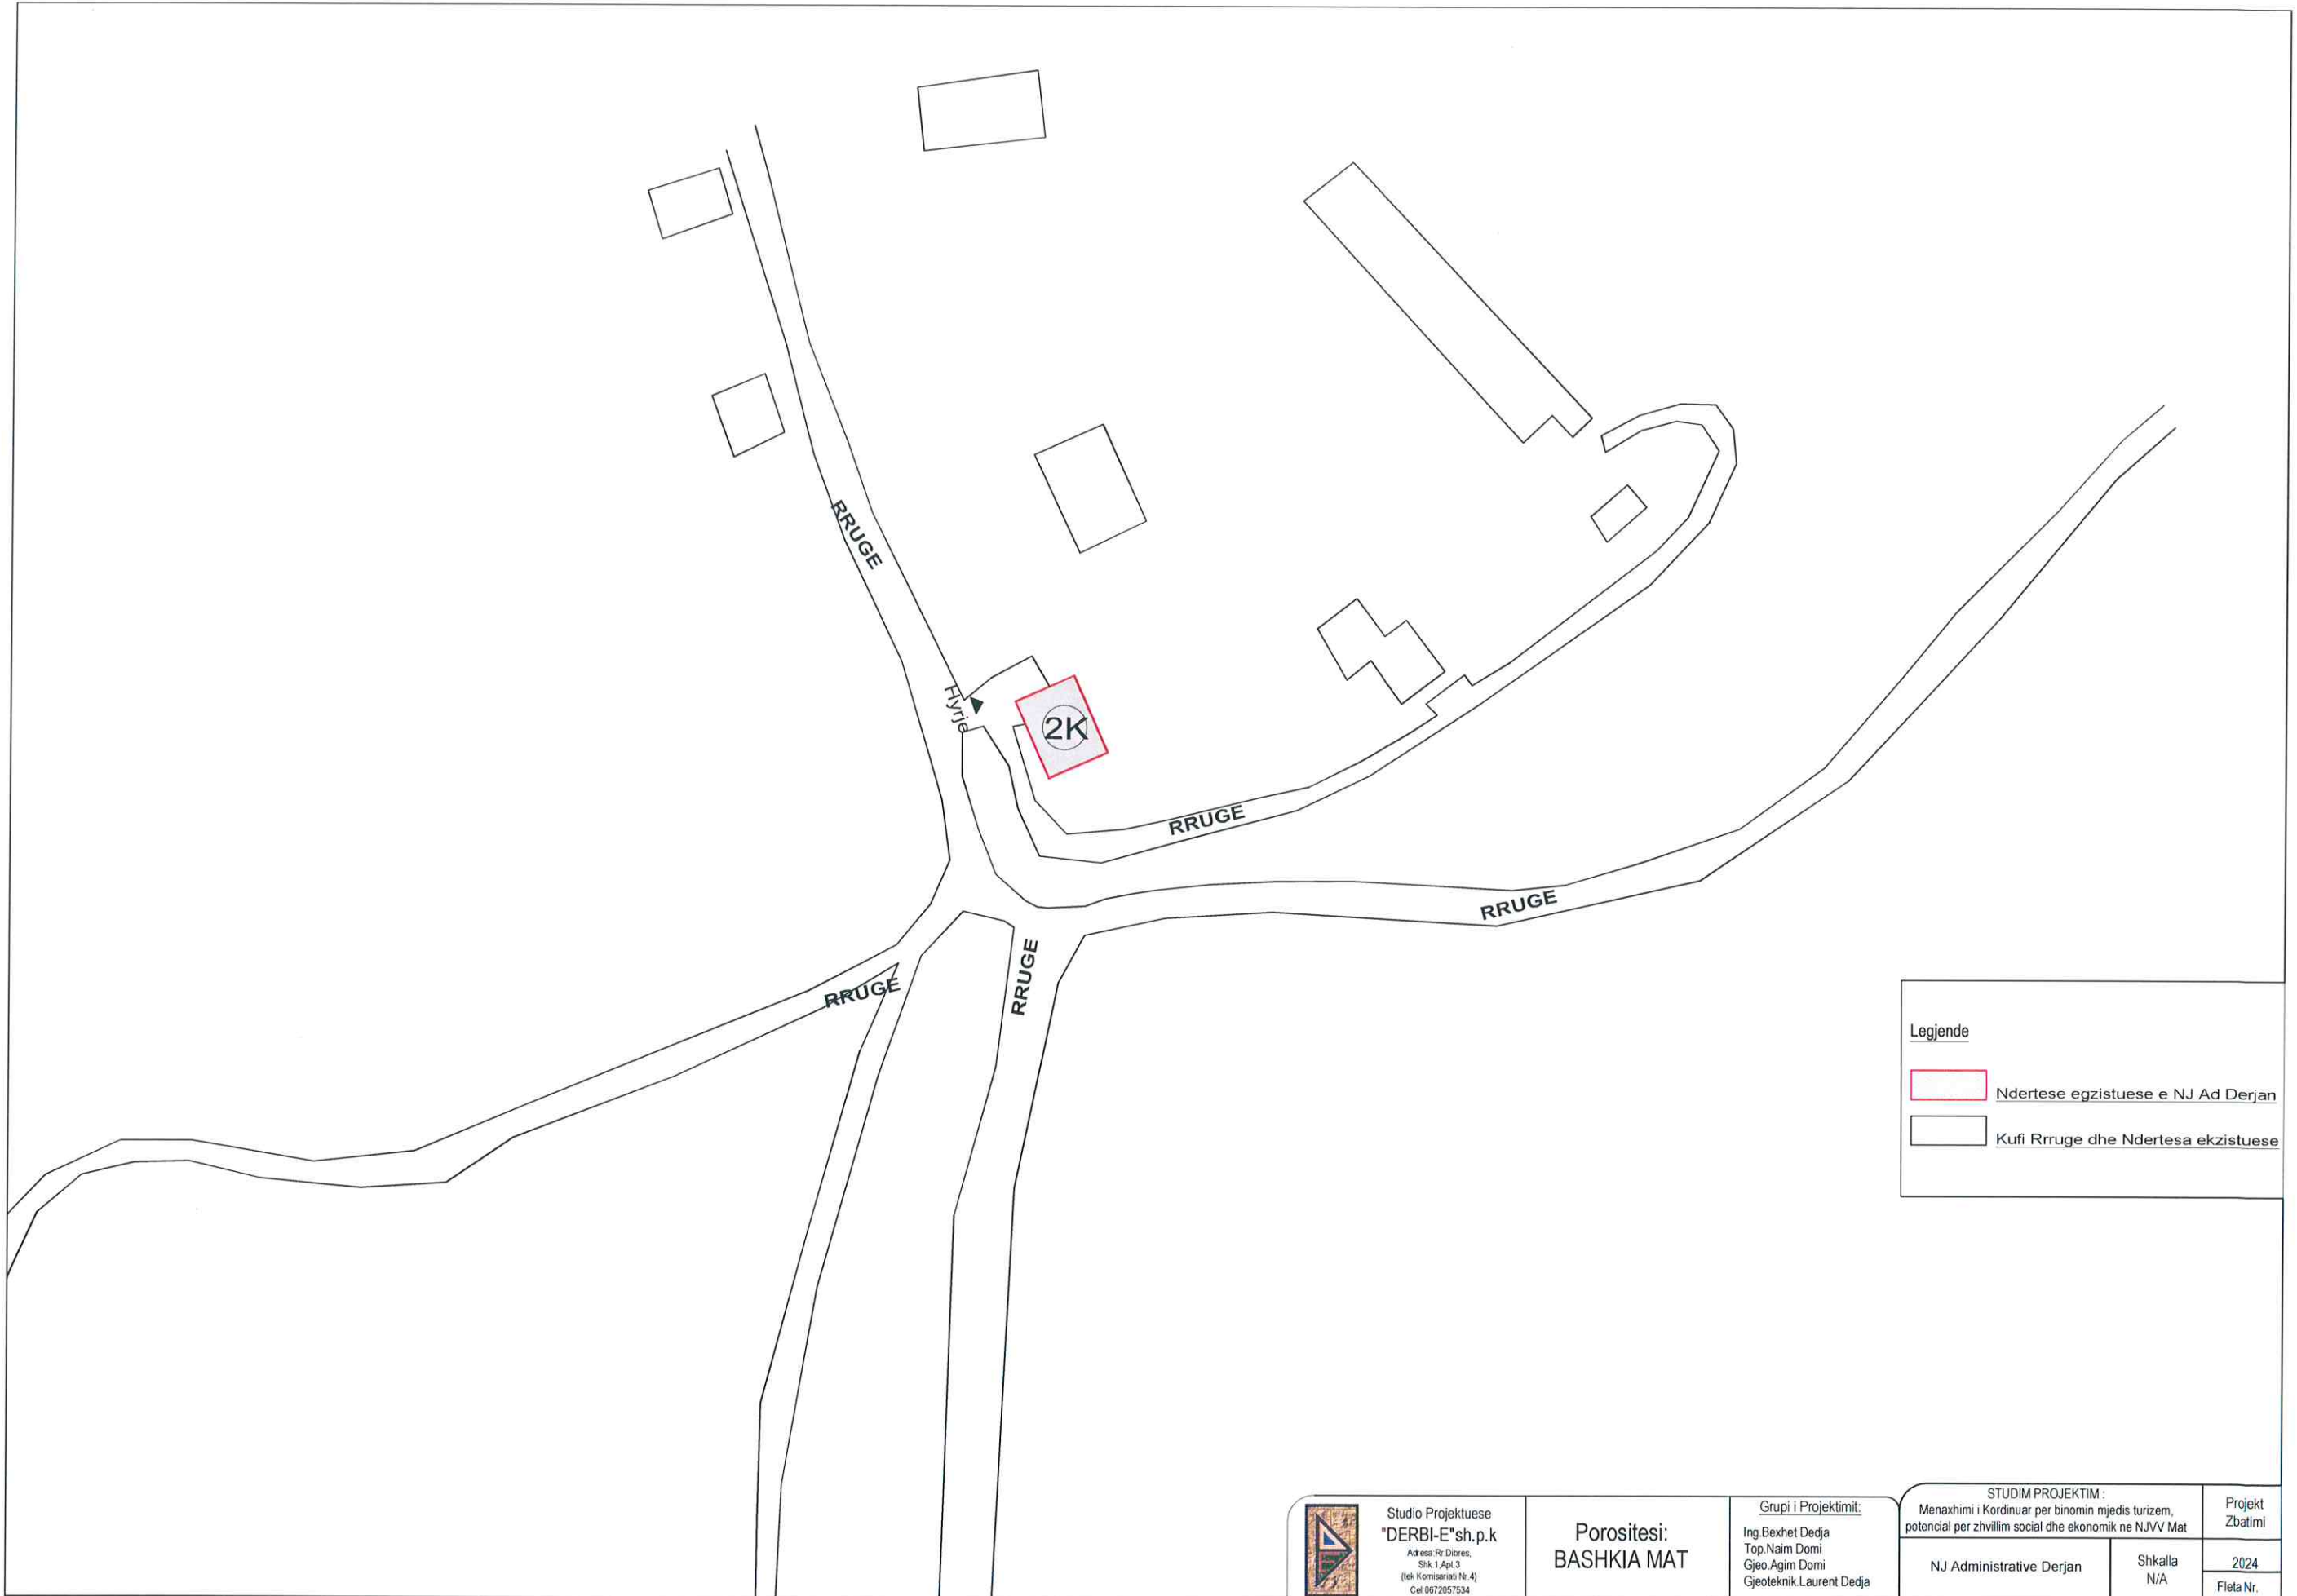 RRUGE
Hyrje
2K
RRUGE
RRUGE
RRUGE
RRUGE
Legjende
Ndertese egzistuese e NJ Ad Derjan
Kufi Rruge dhe Ndertesa ekzistuese
Studio Projektuese
"DERBI-E"sh.p.k
Adresa:Rr.Dibres,
Shk.1,Apt.3
(tek Komisariati Nr.4)
Cel:0672057534
Porositesi:
BASHKIA MAT
Grupi i Projektimit:
Ing.Bexhet Dedja
Top.Naim Domi
Gjeo.Agim Domi
Gjeoteknik.Laurent Dedja
STUDIM PROJEKTIM :
Menaxhimi i Kordinuar per binomin mjedis turizem,
potencial per zhvillim social dhe ekonomik ne NJVV Mat
NJ Administrative Derjan
Shkalla
N/A
Projekt
Zbatimi
2024
Fleta Nr.